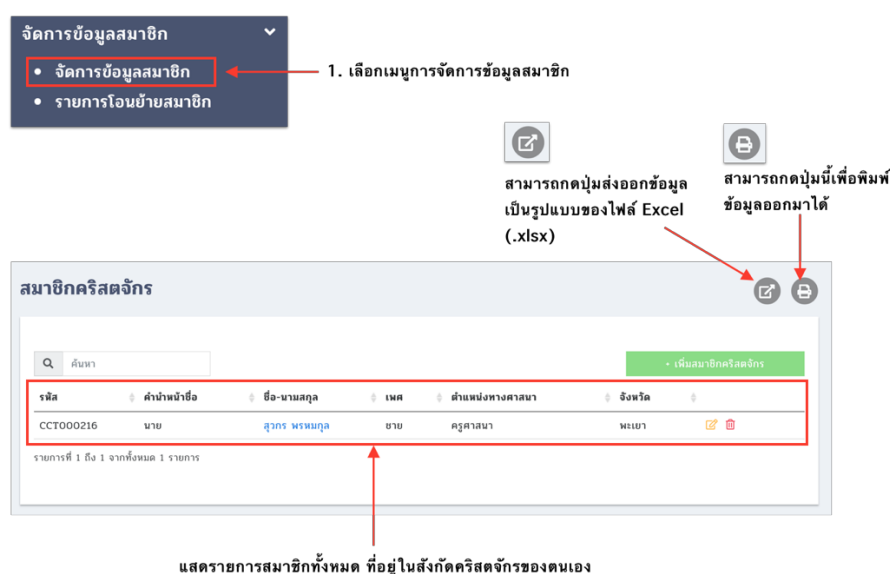 จัดการข้อมูลสมาชิก
• จัดการข้อมูลสมาชิก
1. เลือกเมนูการจัดการข้อมูลสมาชิก
• รายการโอนย้ายสมาชิก
สามารถกดปุ่มส่งออกข้อมูล
เป็นรูปแบบของไฟล์ Excel
(.xlsx)
สามารถกดปุ่มนี้เพื่อพิมพ์
ข้อมูลออกมาได้
สมาชิกคริสตจักร
ค้นหา
+ เพิ่มสมาชิกคริสตจักร
รหัส คำนำหน้าชื่อ ชื่อ-นามสกุล เพศ ตำแหน่งทางศาสนา จังหวัด
CCT000216 นาย สุวกร พรหมกุล ชาย ครูศาสนา พะเยา
รายการที่ 1 ถึง 1 จากทั้งหมด 1 รายการ
แสดรายการสมาชิกทั้งหมด ที่อยู่ในสังกัดคริสตจักรของตนเอง